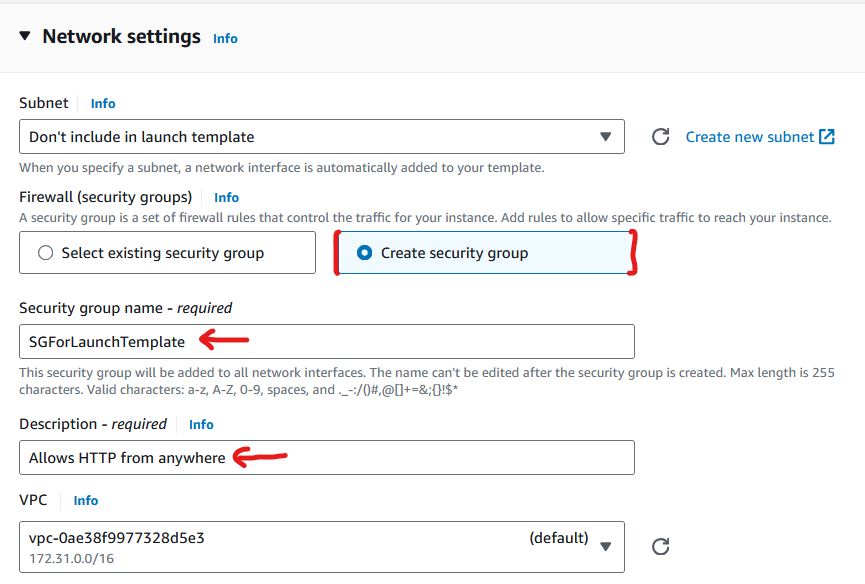 Network settings Info
Subnet Info
Don't include in launch template
Create new subnet
When you specify a subnet, a network interface is automatically added to your template.
Firewall (security groups) Info
A security group is a set of firewall rules that control the traffic for your instance. Add rules to allow specific traffic to reach your instance.
Select existing security group
Create security group
Security group name - required
SGForLaunchTemplate
This security group will be added to all network interfaces. The name can't be edited after the security group is created. Max length is 255
characters. Valid characters: a-z, A-Z, 0-9, spaces, and ._-:/()#,@[]+=&;{}!$*
Description - required Info
Allows HTTP from anywhere
VPC Info
vpc-0ae38f9977328d5e3 (default)
172.31.0.0/16